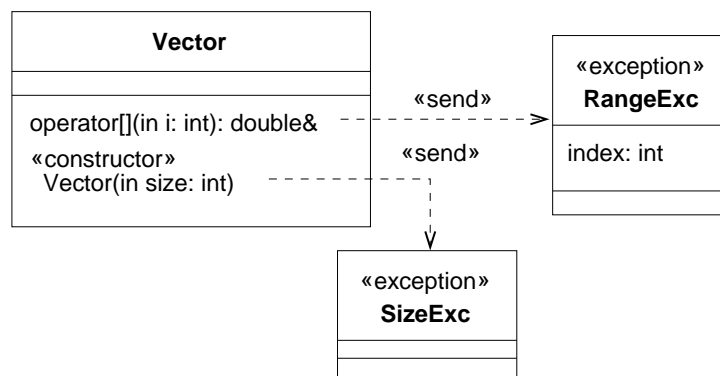 Vector
operator[](in i: int): double&
«constructor»
Vector(in size: int)
«send»
«send»
«exception»
RangeExc
index: int
«exception»
SizeExc